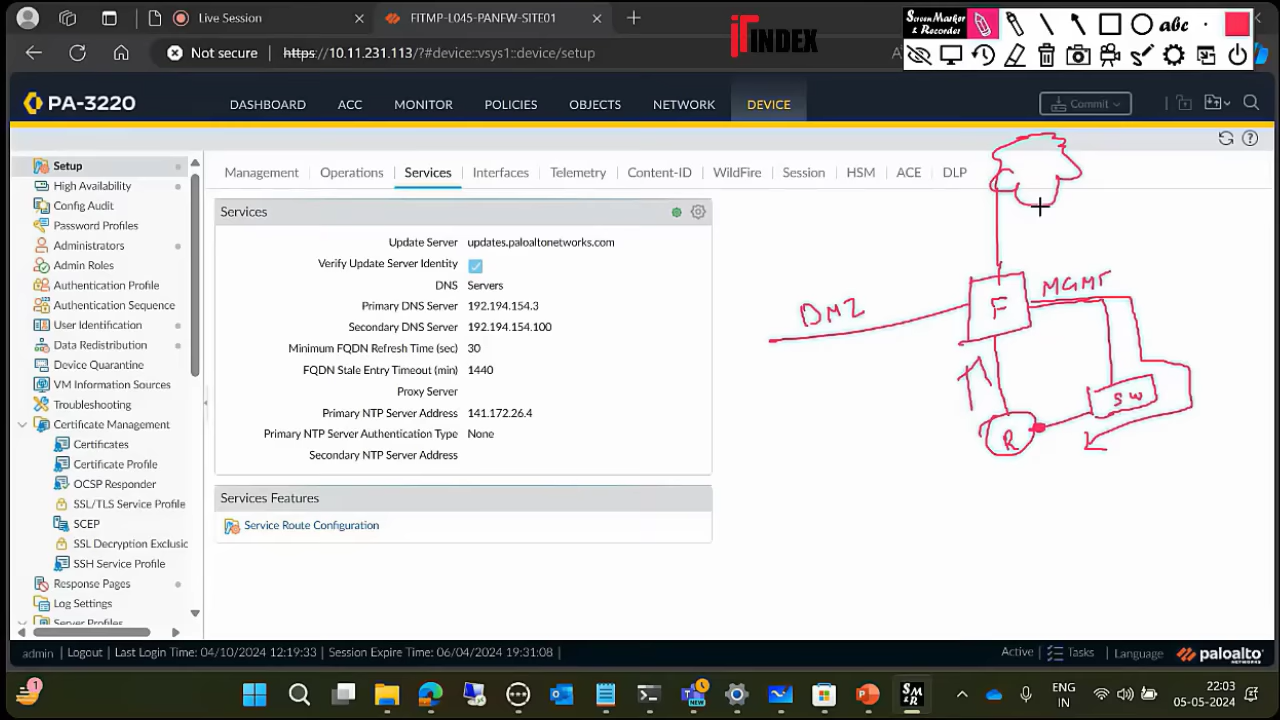 Live Session
FITMP-L045-PANFW-SITE01
iT INDEX
ScreenMarker & Recorder
abc
Not secure
https://10.11.231.113/?#device::vsys1::device/setup
PA-3220
DASHBOARD
ACC
MONITOR
POLICIES
OBJECTS
NETWORK
DEVICE
Commit
Setup
High Availability
Config Audit
Password Profiles
Administrators
Admin Roles
Authentication Profile
Authentication Sequence
User Identification
Data Redistribution
Device Quarantine
VM Information Sources
Troubleshooting
Certificate Management
Certificates
Certificate Profile
OCSP Responder
SSL/TLS Service Profile
SCEP
SSL Decryption Exclusio
SSH Service Profile
Response Pages
Log Settings
Server Profiles
Management
Operations
Services
Interfaces
Telemetry
Content-ID
WildFire
Session
HSM
ACE
DLP
Services
Update Server updates.paloaltonetworks.com
Verify Update Server Identity
DNS Servers
Primary DNS Server 192.194.154.3
Secondary DNS Server 192.194.154.100
Minimum FQDN Refresh Time (sec) 30
FQDN Stale Entry Timeout (min) 1440
Proxy Server
Primary NTP Server Address 141.172.26.4
Primary NTP Server Authentication Type None
Secondary NTP Server Address
Services Features
Service Route Configuration
DMZ
F
MGMT
SW
R
admin | Logout | Last Login Time: 04/10/2024 12:19:33 | Session Expire Time: 06/04/2024 19:31:08 |
Active
Tasks
Language
paloalto
NETWORKS
1
NEW
SM &R
ENG
IN
22:03
05-05-2024